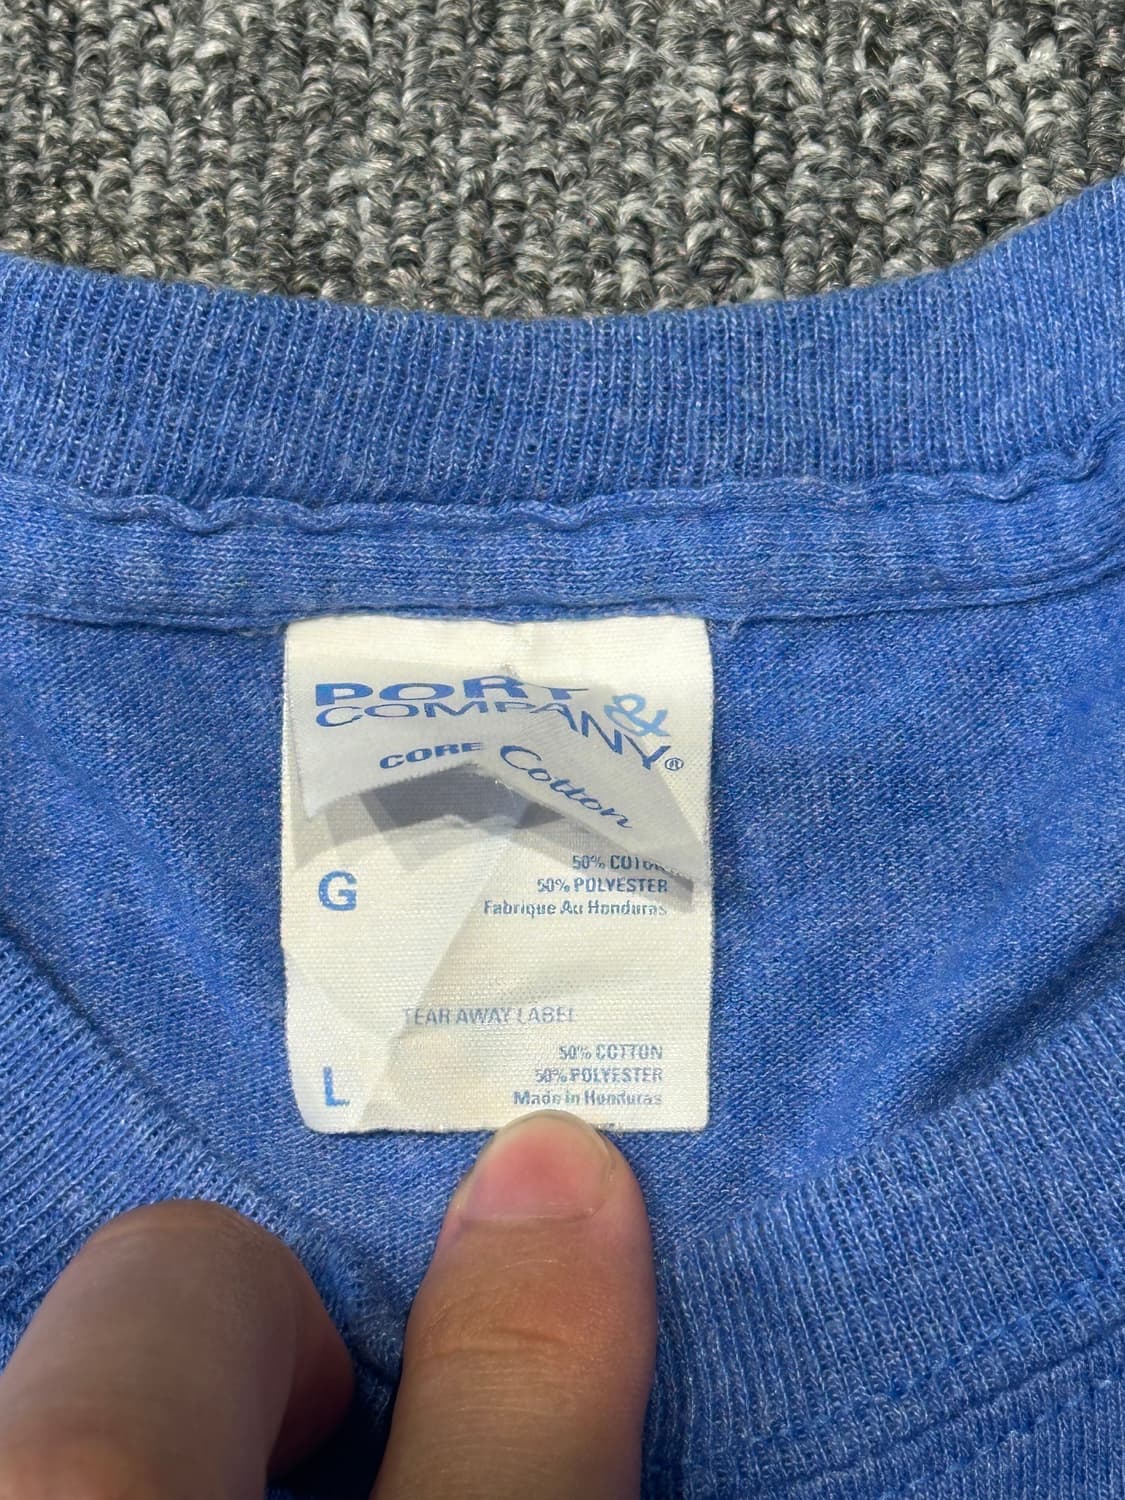 PORT &
COMPANY®
CORE Cotton
50% COTTON
G
50% POLYESTER
Fabrique Au Honduras
TEAR AWAY LABEL
50% COTTON
50% POLYESTER
L
Made in Honduras